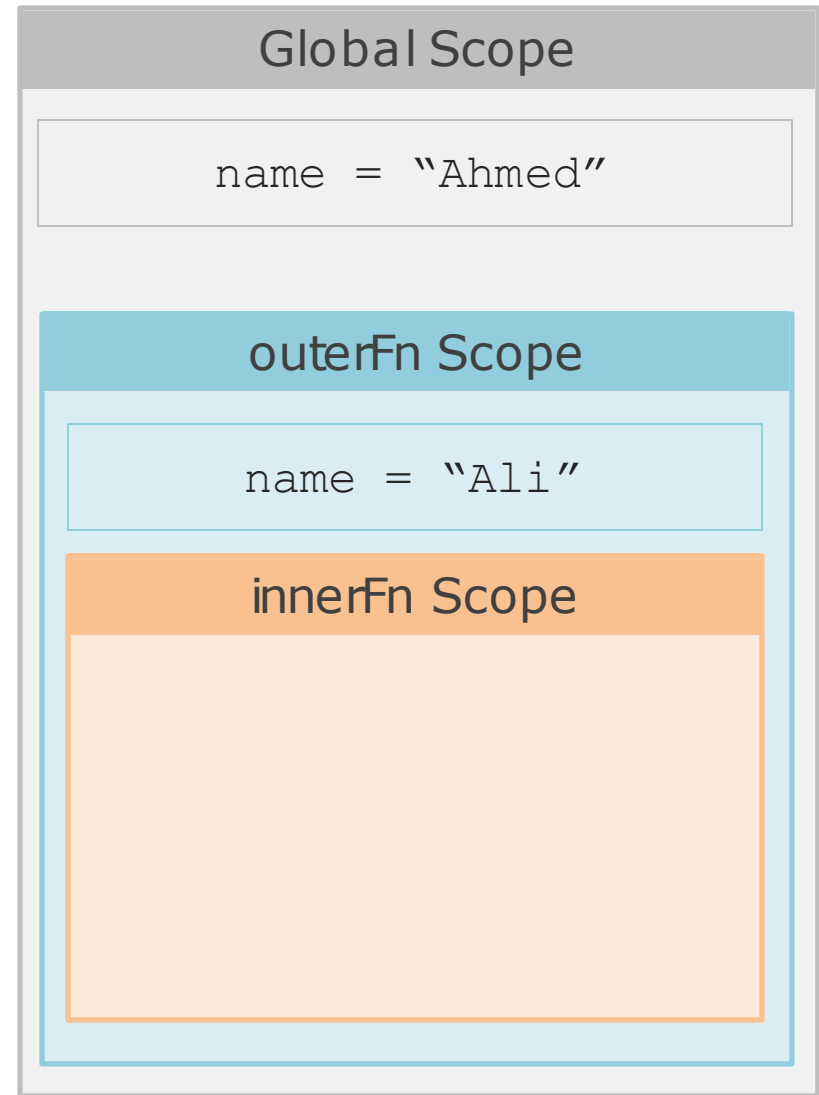 Global Scope
name = “Ahmed”
outerFn Scope
name = “Ali”
innerFn Scope